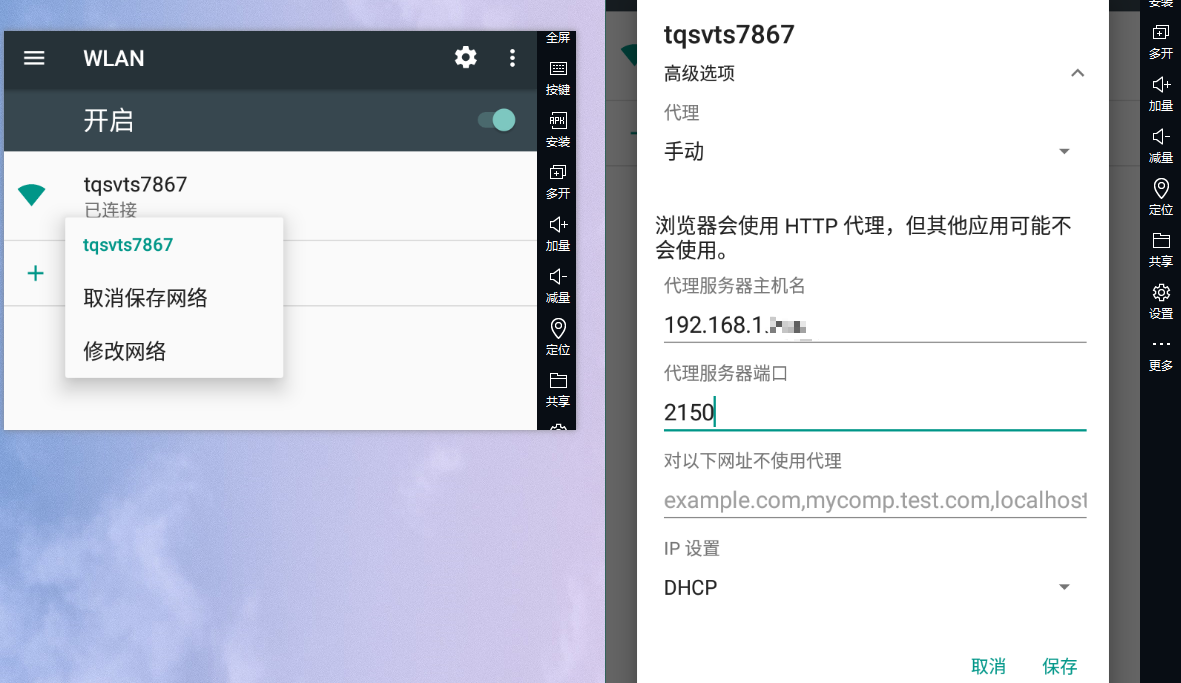 WLAN
开启
tqsvts7867
已连接
tqsvts7867
取消保存网络
修改网络
全屏
按键
安装
多开
加量
减量
定位
共享
tqsvts7867
高级选项
代理
手动
浏览器会使用 HTTP 代理，但其他应用可能不
会使用。
代理服务器主机名
192.168.1.
代理服务器端口
2150
对以下网址不使用代理
example.com,mycomp.test.com,localhost
IP 设置
DHCP
取消
保存
安装
多开
加量
减量
定位
共享
设置
更多